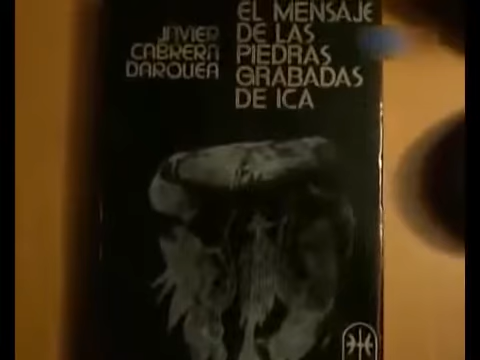 JAVIER
CABRERA
DARQUEA
EL MENSAJE
DE LAS
PIEDRAS
GRABADAS
DE ICA